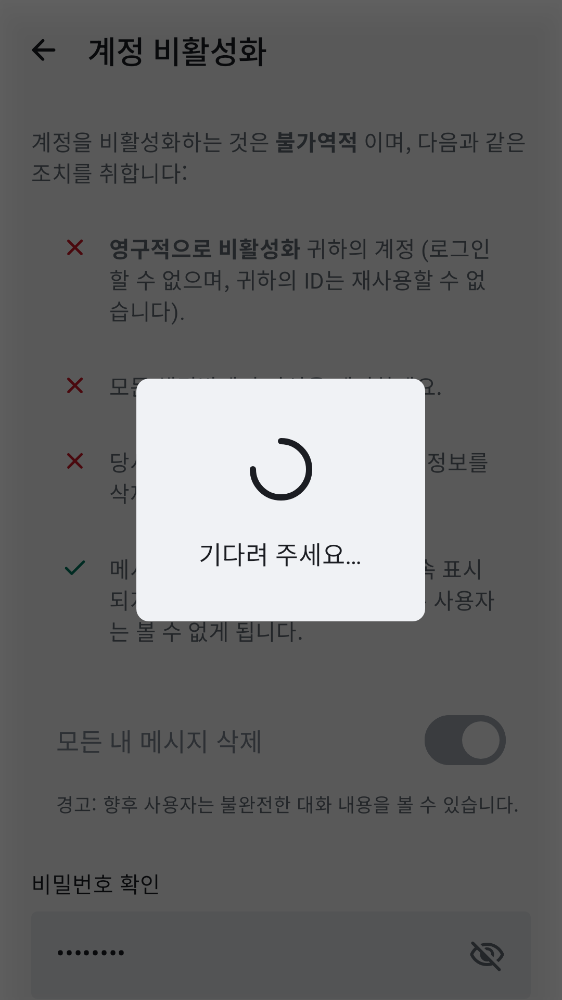 계정 비활성화
계정을 비활성화하는 것은 불가역적 이며, 다음과 같은
조치를 취합니다:
영구적으로 비활성화 귀하의 계정 (로그인
할 수 없으며, 귀하의 ID는 재사용할 수 없
습니다).
정보를
표시
기다려 주세요...
사용자
는 볼 수 없게 됩니다.
모든 내 메시지 삭제
경고: 향후 사용자는 불완전한 대화 내용을 볼 수 있습니다.
비밀번호 확인
••••••••